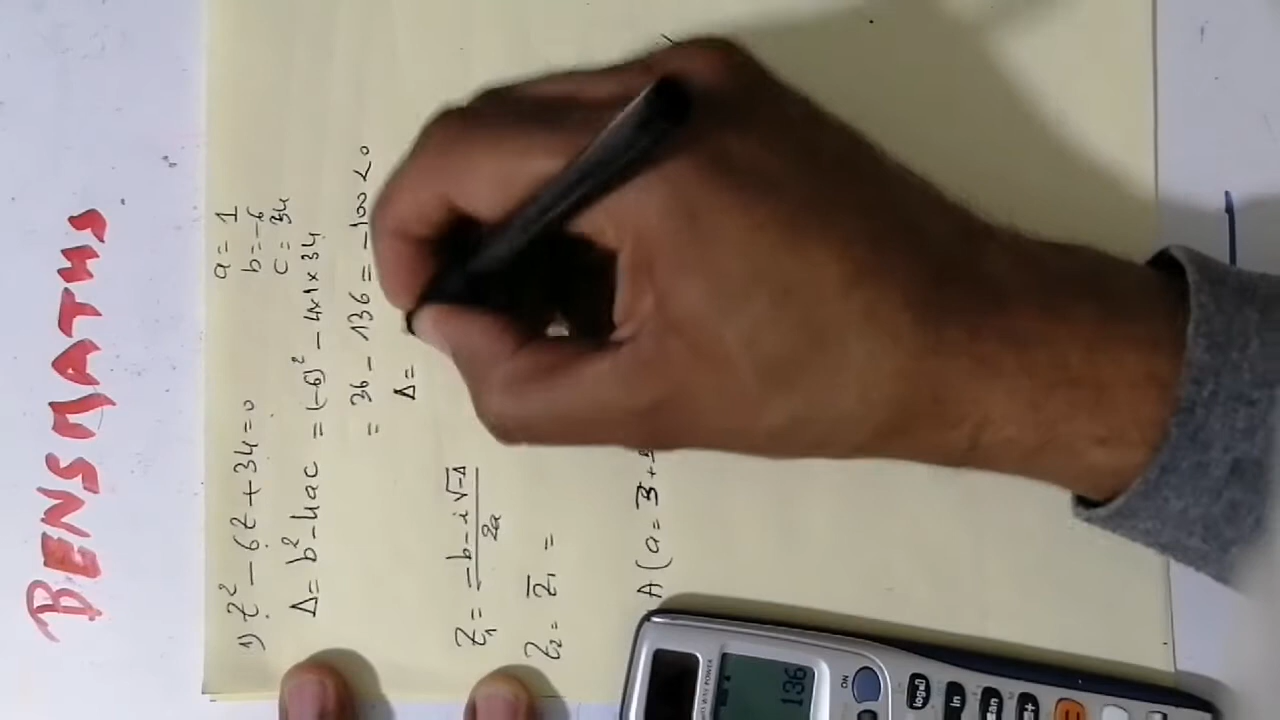 BENSMATHS
1) Z² - 6Z + 34 = 0
a = 1
b = -6
c = 34
Δ = b² - 4ac = (-6)² - 4×1×34
= 36 - 136 = -100 < 0
Δ =
Z₁ = (-b - i√-Δ)/2a
Z₂ = Z̅₁ =
A (a = 3 +
136
ON
log
ln